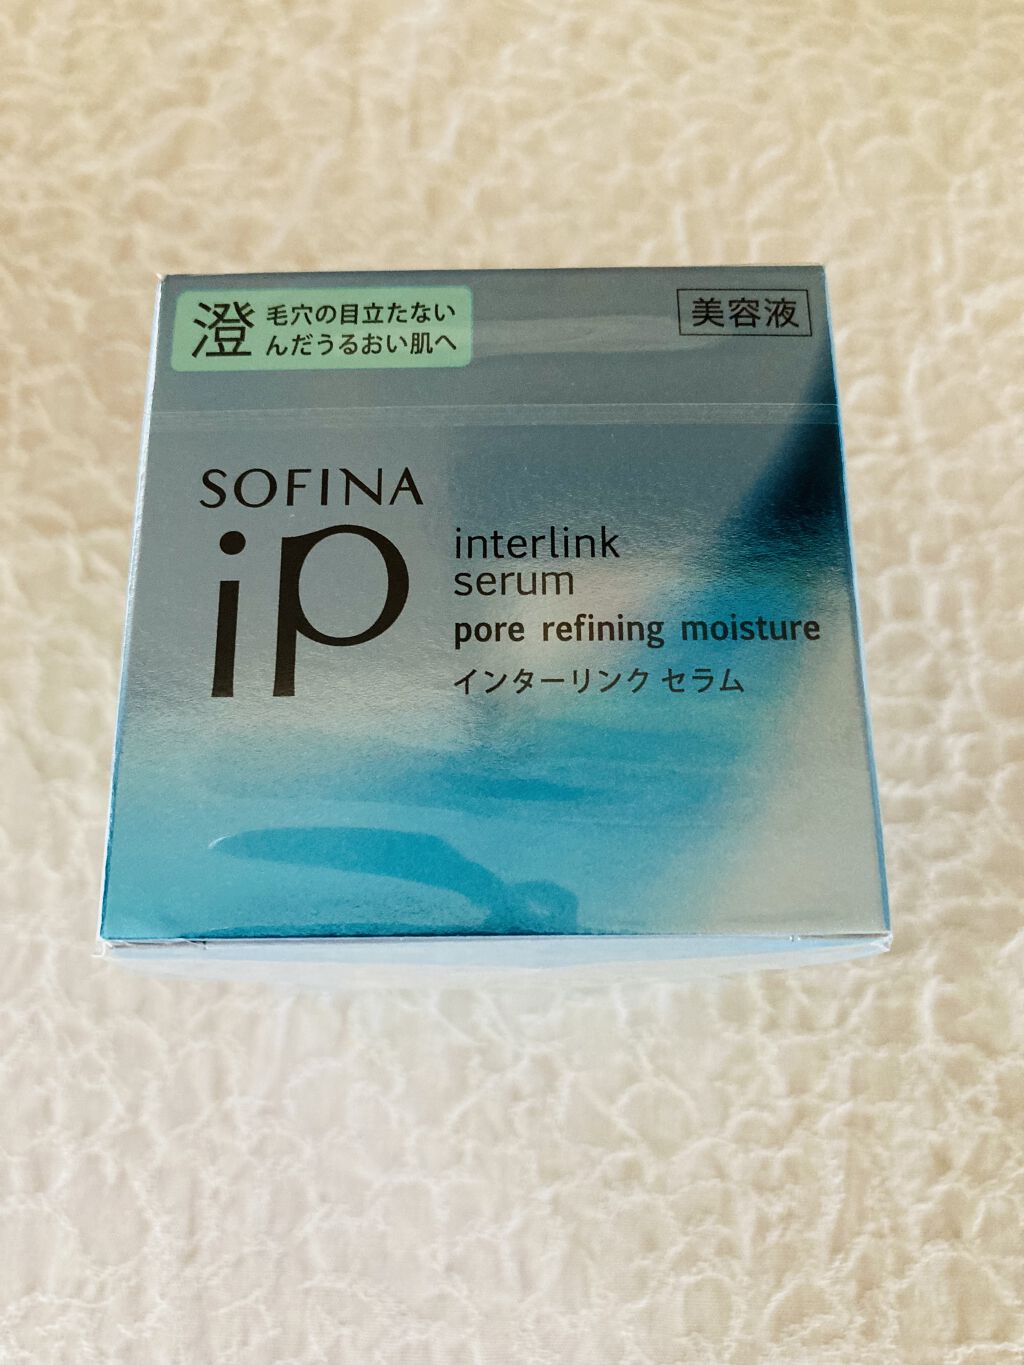 澄 毛穴の目立たない
んだうるおい肌へ
美容液
SOFINA
iP
interlink
serum
pore refining moisture
インターリンク セラム